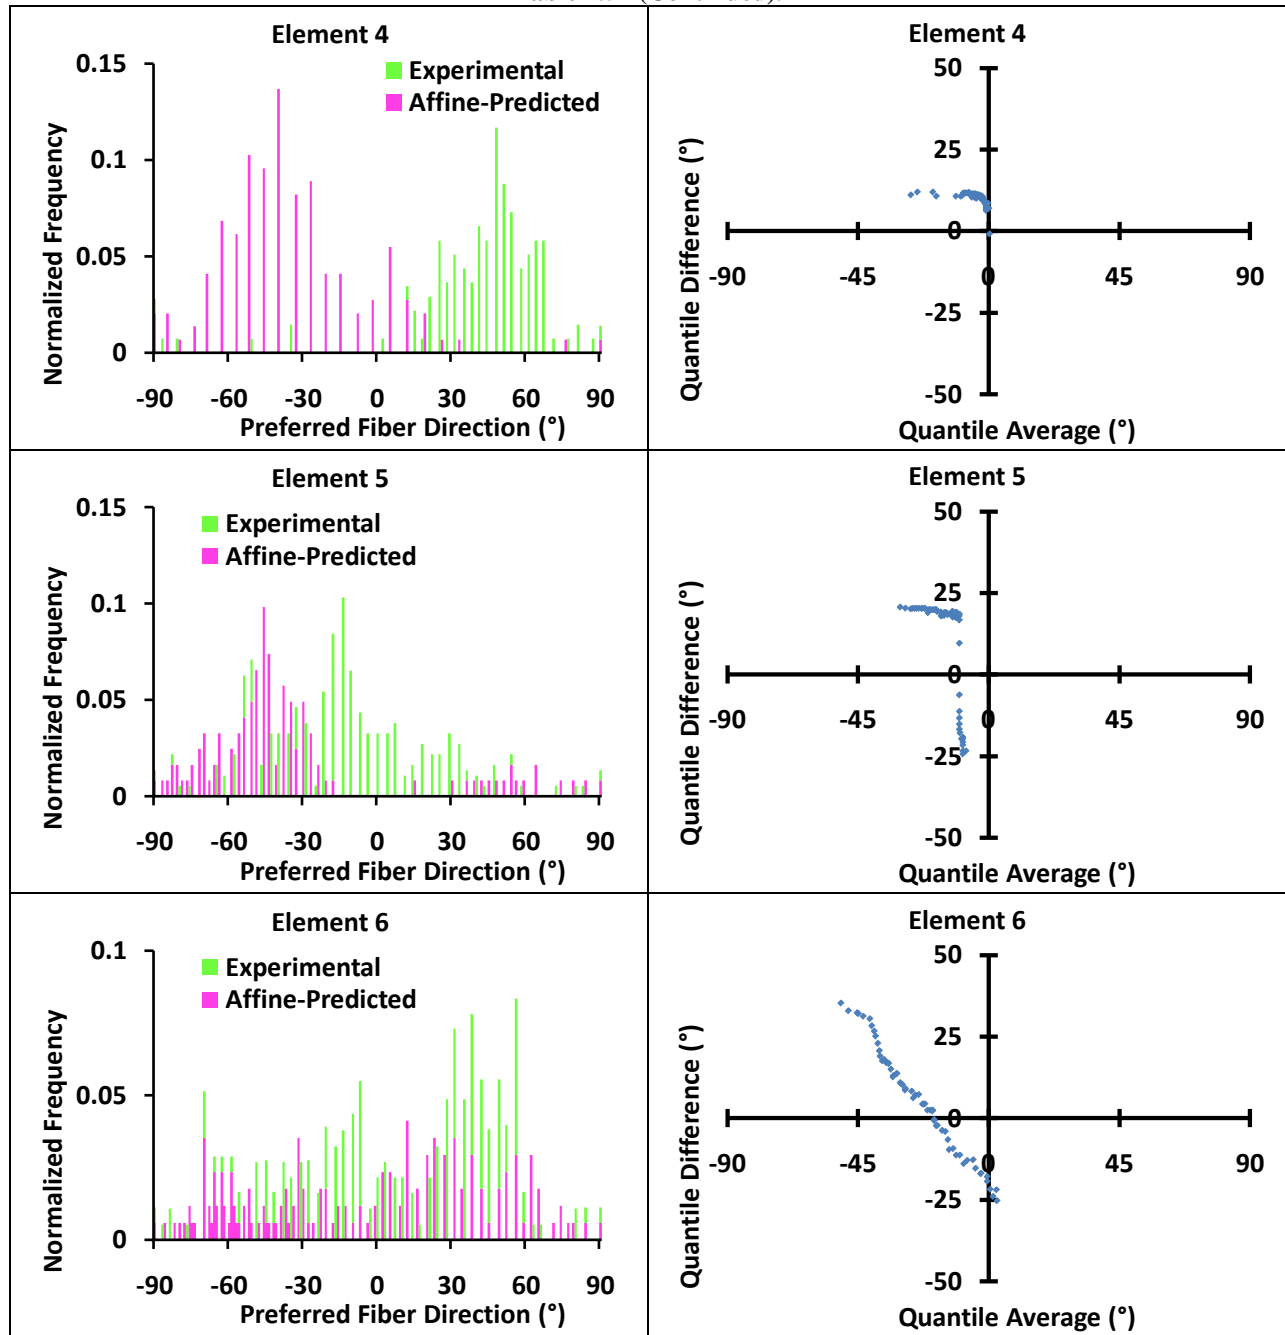 Element 4
0.15
0.1
0.05
0
Normalized Frequency
Experimental
Affine-Predicted
-90 -60 -30 0 30 60 90
Preferred Fiber Direction (°)
Element 4
50
25
0
-25
-50
Quantile Difference (°)
-90 -45 0 45 90
Quantile Average (°)
Element 5
0.15
0.1
0.05
0
Normalized Frequency
Experimental
Affine-Predicted
-90 -60 -30 0 30 60 90
Preferred Fiber Direction (°)
Element 5
50
25
0
-25
-50
Quantile Difference (°)
-90 -45 0 45 90
Quantile Average (°)
Element 6
0.1
0.05
0
Normalized Frequency
Experimental
Affine-Predicted
-90 -60 -30 0 30 60 90
Preferred Fiber Direction (°)
Element 6
50
25
0
-25
-50
Quantile Difference (°)
-90 -45 0 45 90
Quantile Average (°)